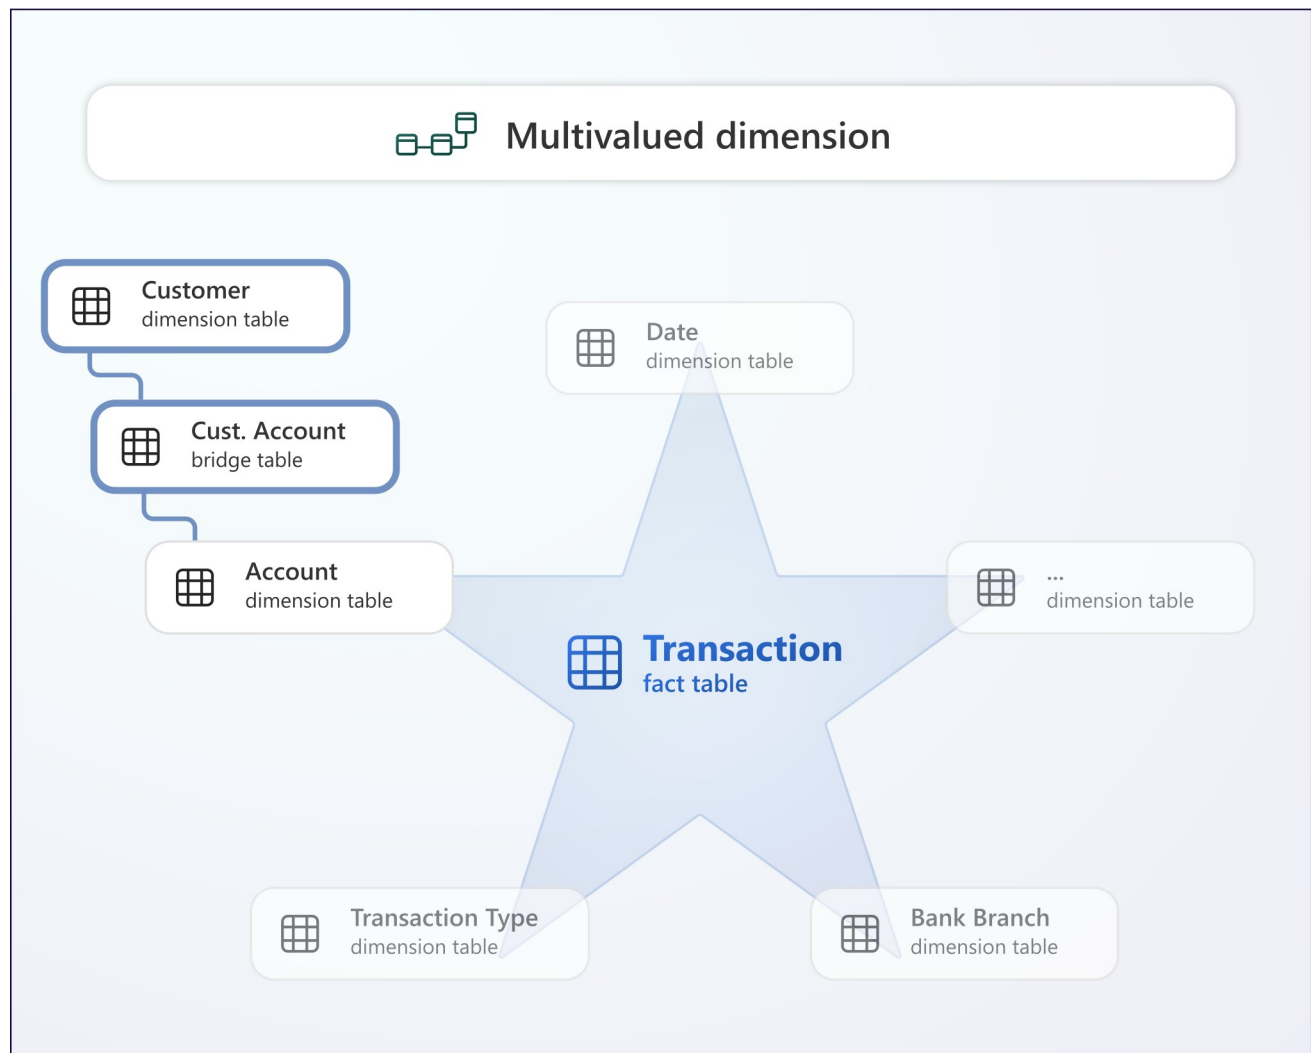 Multivalued dimension
Customer
dimension table
Date
dimension table
Cust. Account
bridge table
Account
dimension table
...
dimension table
Transaction
fact table
Transaction Type
dimension table
Bank Branch
dimension table